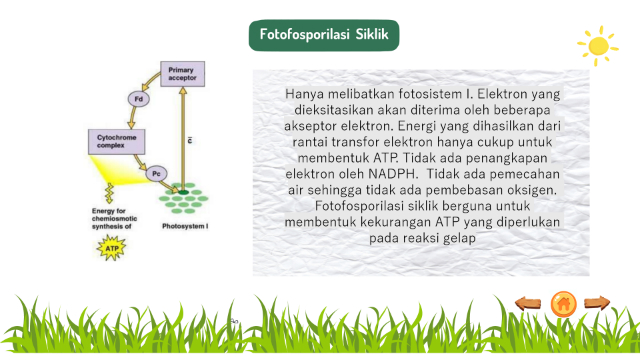 Fotofosporilasi Siklik
Primary
acceptor
Fd
Cytochrome
complex
Pc
Energy for
chemiosmotic
synthesis of
ATP
Photosystem I
Hanya melibatkan fotosistem I. Elektron yang
dieksitasikan akan diterima oleh beberapa
akseptor elektron. Energi yang dihasilkan dari
rantai transfer elektron hanya cukup untuk
membentuk ATP. Tidak ada penangkapan
elektron oleh NADPH. Tidak ada pemecahan
air sehingga tidak ada pembebasan oksigen.
Fotofosporilasi siklik berguna untuk
membentuk kekurangan ATP yang diperlukan
pada reaksi gelap